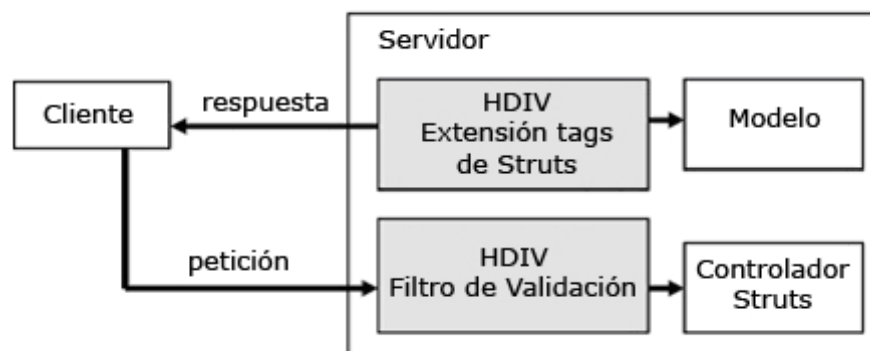 Servidor
Cliente
respuesta
HDIV
Extensión tags
de Struts
Modelo
petición
HDIV
Filtro de Validación
Controlador
Struts